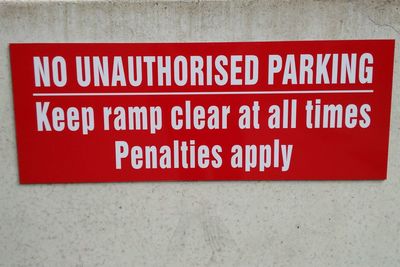 NO UNAUTHORISED PARKING
Keep ramp clear at all times
Penalties apply